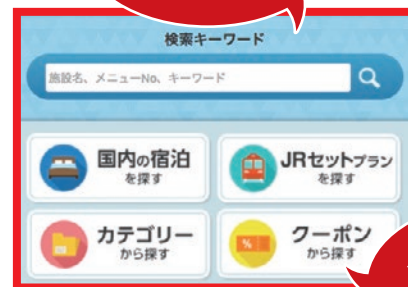 検索キーワード
施設名、メニューNo、キーワード
国内の宿泊
を探す
JRセットプラン
を探す
カテゴリー
から探す
%
クーポン
から探す